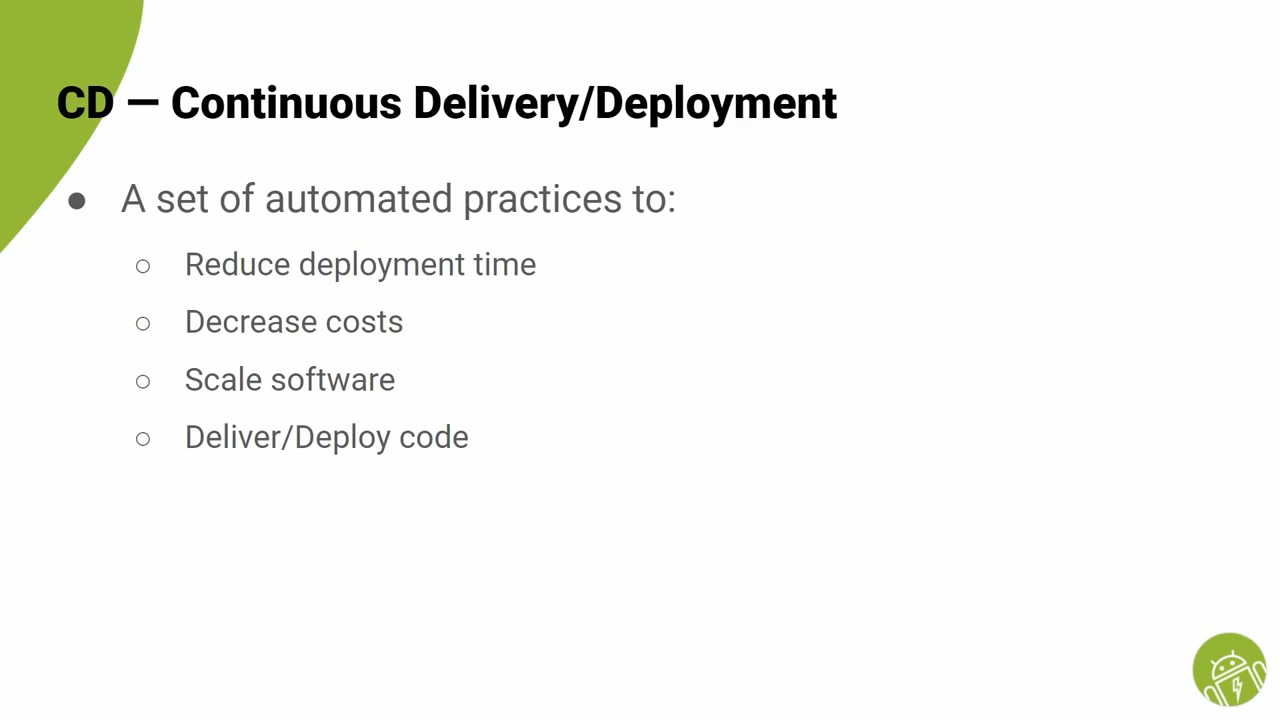 CD — Continuous Delivery/Deployment
● A set of automated practices to:
○ Reduce deployment time
○ Decrease costs
○ Scale software
○ Deliver/Deploy code